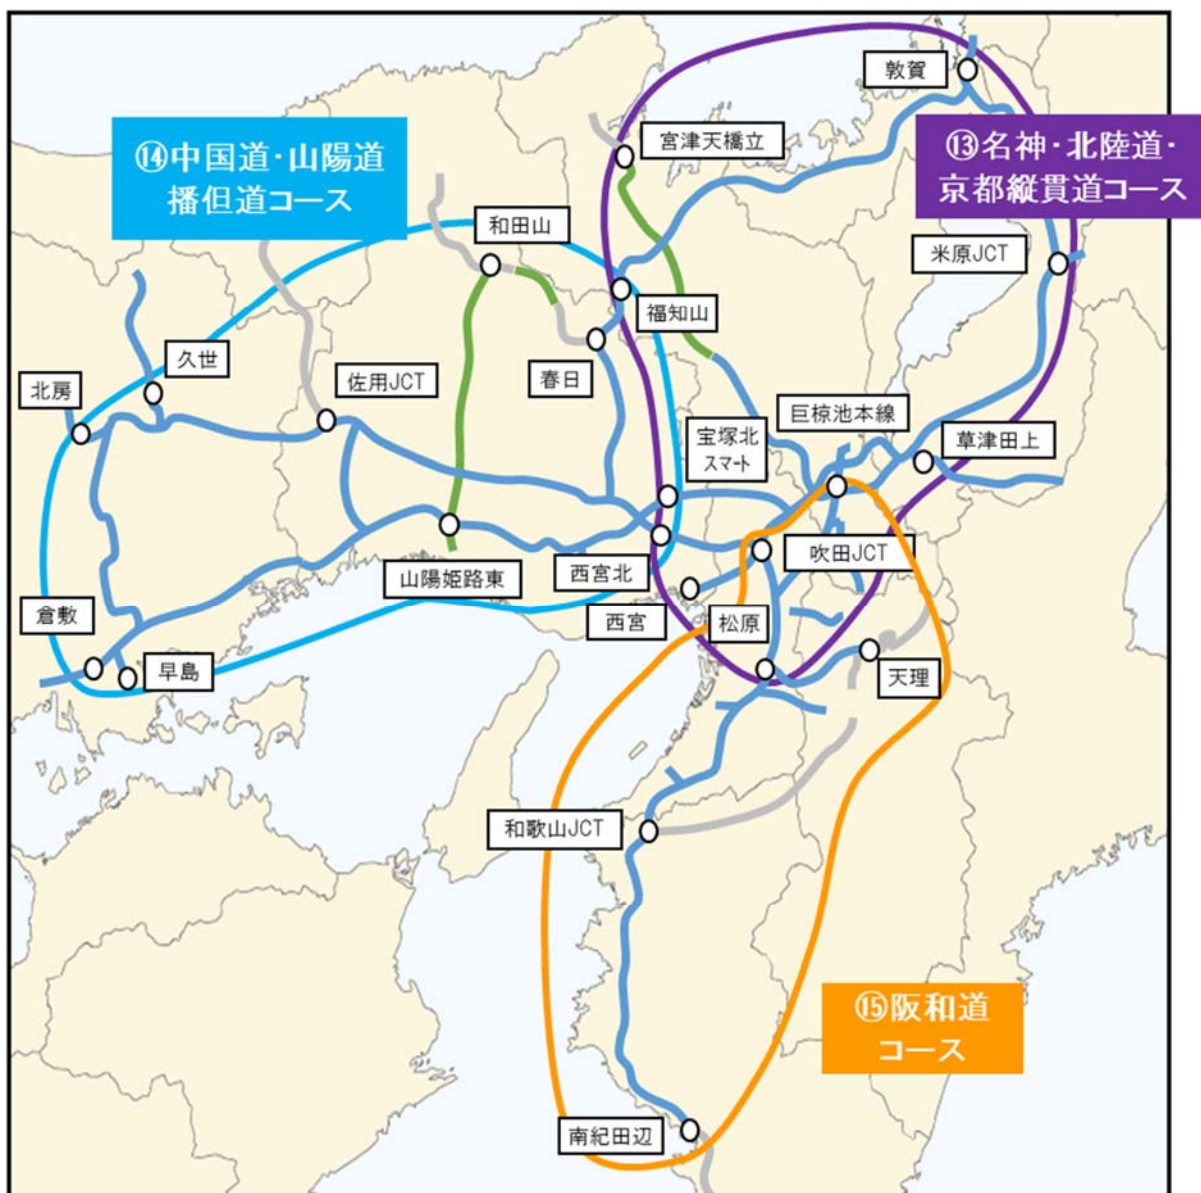 敦賀
宮津天橋立
⑭中国道・山陽道
播但道コース
⑬名神・北陸道・
京都縦貫道コース
和田山
米原JCT
福知山
久世
佐用JCT
春日
北房
巨椋池本線
宝塚北
スマート
草津田上
吹田JCT
山陽姫路東
西宮北
倉敷
西宮
松原
早島
天理
和歌山JCT
⑮阪和道
コース
南紀田辺